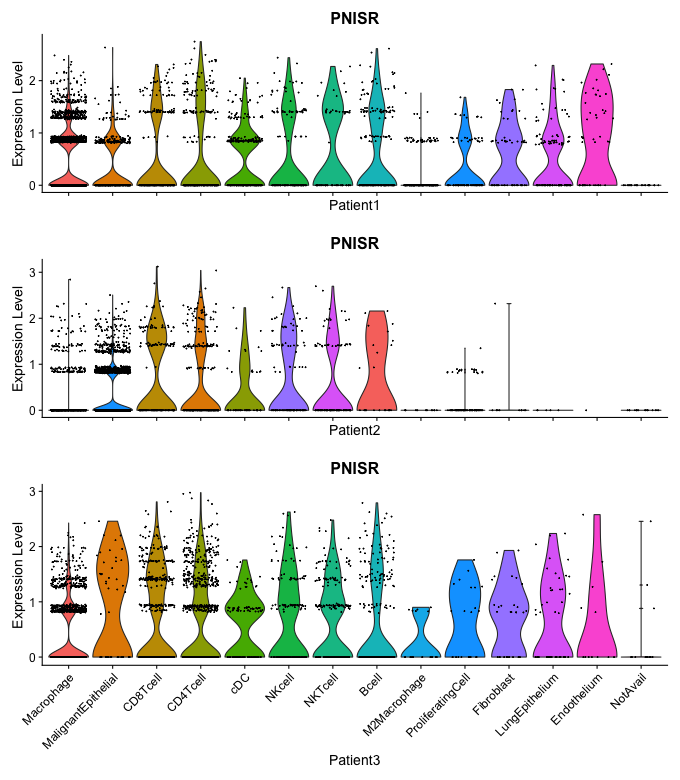 PNISR
Expression Level
2
1
0
Patient1
PNISR
Expression Level
3
2
1
0
Patient2
PNISR
Expression Level
3
2
1
0
Macrophage
MalignantEpithelial
CD8Tcell
CD4Tcell
cDC
NKcell
NKTcell
Bcell
M2Macrophage
ProliferatingCell
Fibroblast
LungEpithelium
Endothelium
NotAvail
Patient3